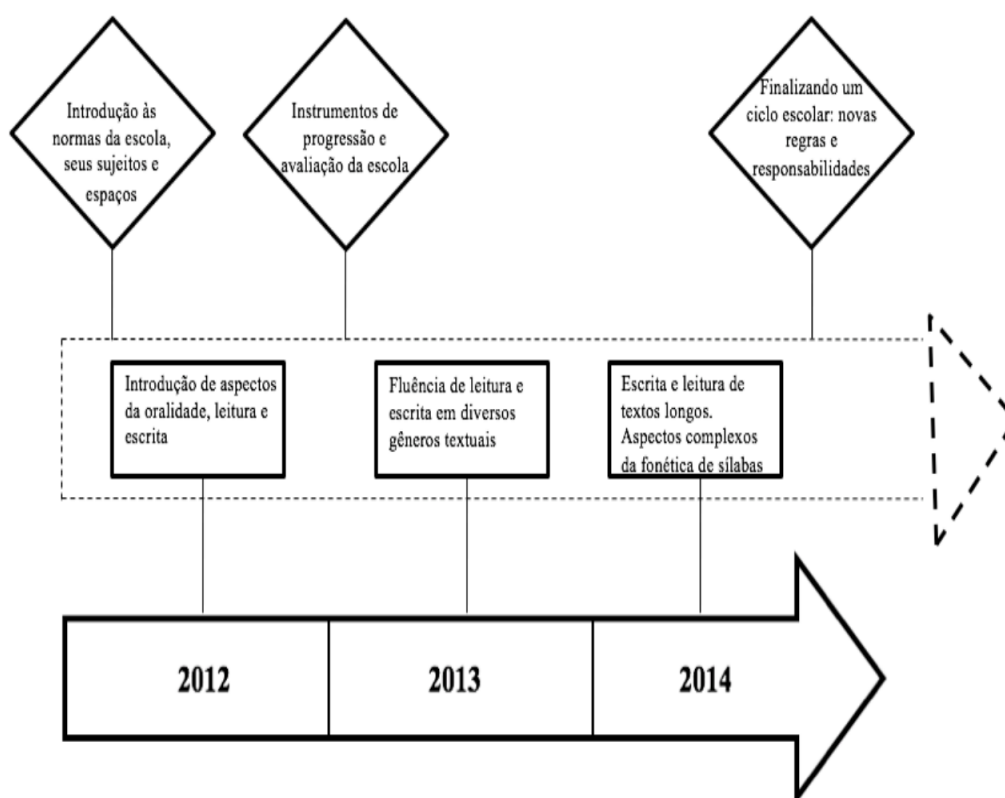 Introdução às
normas da escola,
seus sujeitos e
espaços
Instrumentos de
progressão e
avaliação da escola
Finalizando um
ciclo escolar: novas
regras e
responsabilidades
Introdução de aspectos
da oralidade, leitura e
escrita
Fluência de leitura e
escrita em diversos
gêneros textuais
Escrita e leitura de
textos longos.
Aspectos complexos
da fonética de sílabas
2012
2013
2014